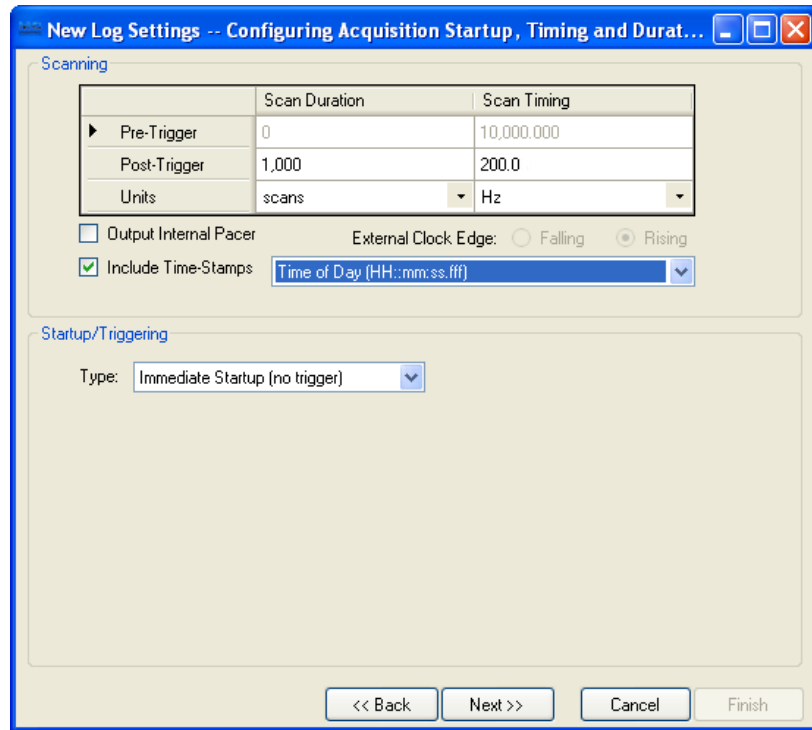 New Log Settings -- Configuring Acquisition Startup, Timing and Durat...
Scanning
Scan Duration Scan Timing
Pre-Trigger 0 10,000.000
Post-Trigger 1,000 200.0
Units scans Hz
Output Internal Pacer External Clock Edge: Falling Rising
Include Time-Stamps Time of Day (HH::mm:ss.fff)
Startup/Triggering
Type: Immediate Startup (no trigger)
<< Back Next >> Cancel Finish